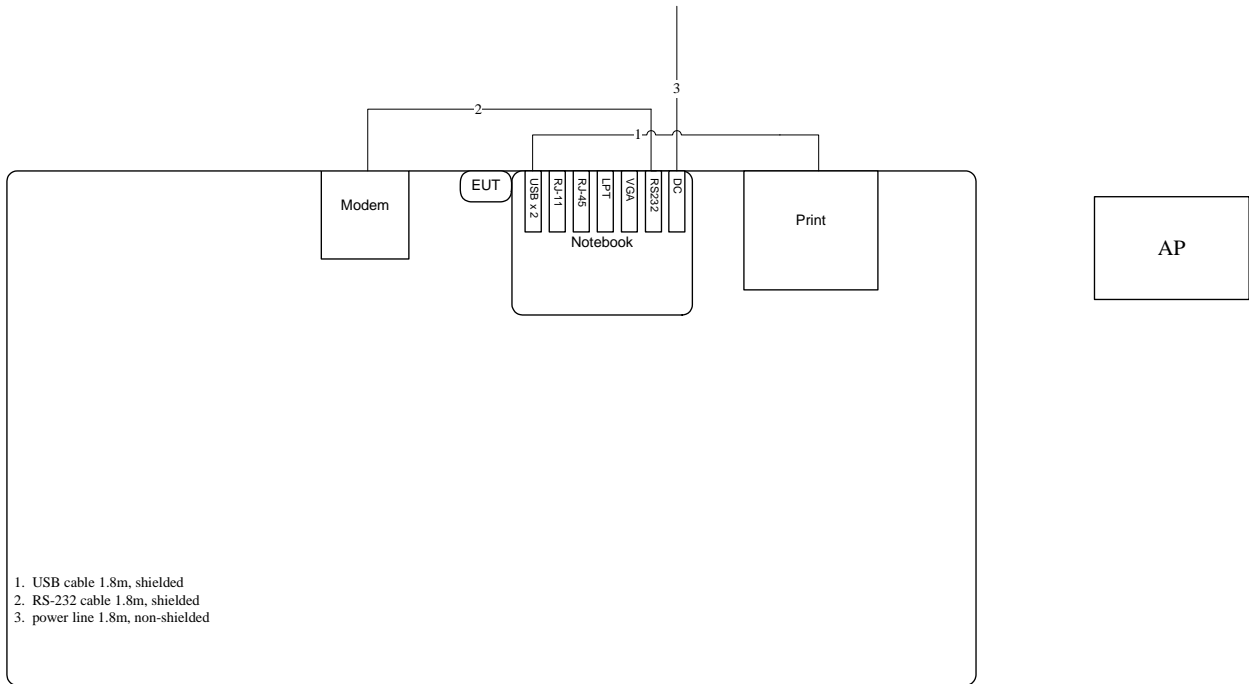 3
2
1
EUT
Modem
USB x 2
RJ-11
RJ-45
LPT
VGA
RS232
DC
Print
Notebook
AP
1. USB cable 1.8m, shielded
2. RS-232 cable 1.8m, shielded
3. power line 1.8m, non-shielded